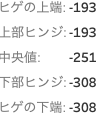 ヒゲの上端: -193
上部ヒンジ: -193
中央値: -251
下部ヒンジ: -308
ヒゲの下端: -308